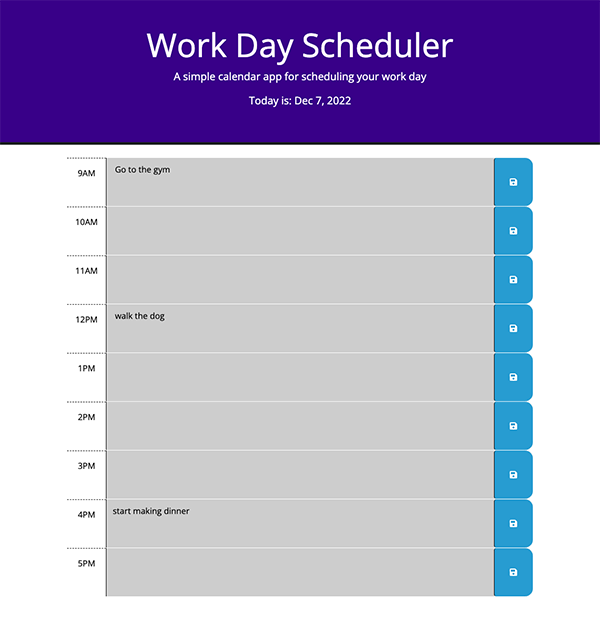 Work Day Scheduler
A simple calendar app for scheduling your work day
Today is: Dec 7, 2022
9AM
Go to the gym
10AM
11AM
12PM
walk the dog
1PM
2PM
3PM
4PM
start making dinner
5PM